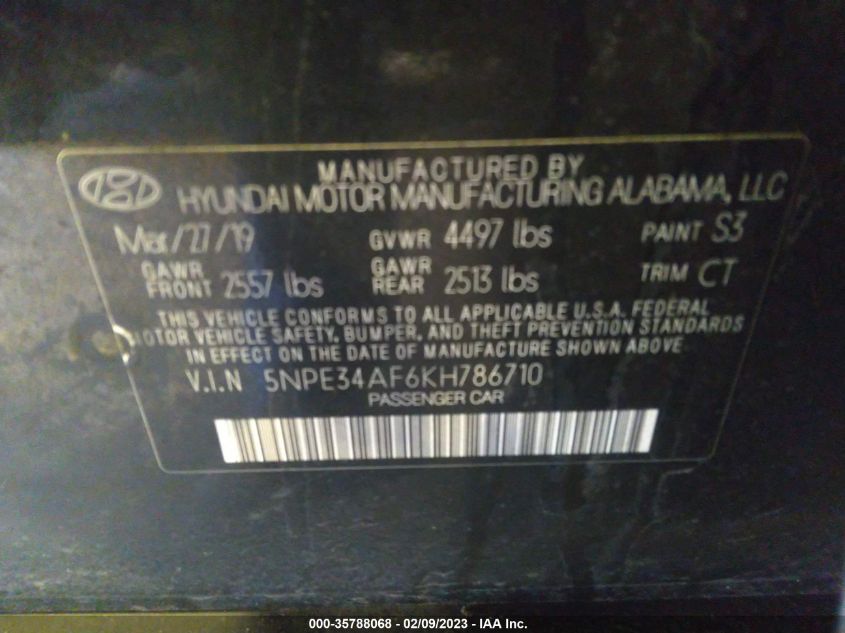 MANUFACTURED BY
HYUNDAI MOTOR MANUFACTURING ALABAMA, LLC
Mar/27/19 GVWR 4497 lbs PAINT S3
GAWR FRONT 2557 lbs GAWR REAR 2513 lbs TRIM CT
THIS VEHICLE CONFORMS TO ALL APPLICABLE U.S.A. FEDERAL
MOTOR VEHICLE SAFETY, BUMPER, AND THEFT PREVENTION STANDARDS
IN EFFECT ON THE DATE OF MANUFACTURE SHOWN ABOVE.
V.I.N 5NPE34AF6KH786710
PASSENGER CAR
000-35788068 - 02/09/2023 - IAA Inc.